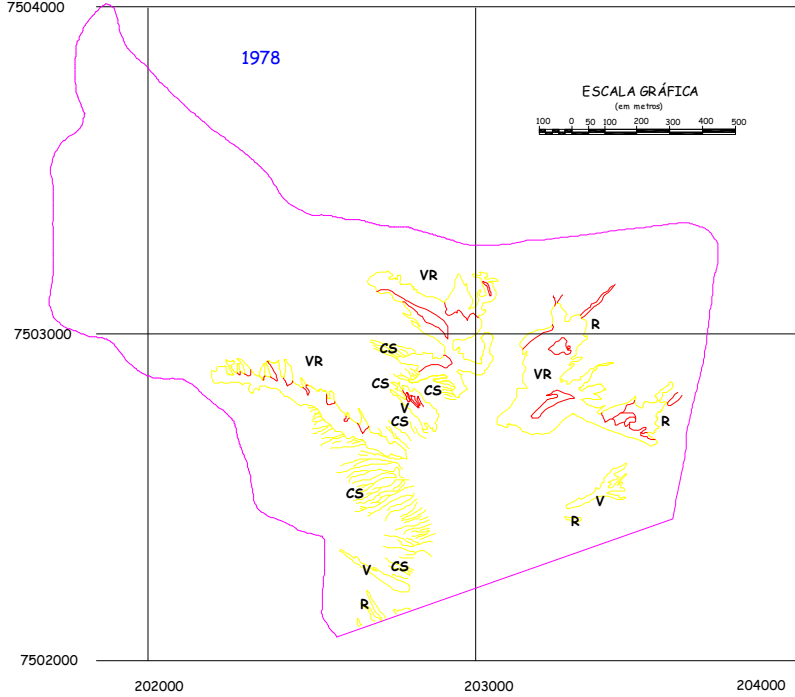 7504000
1978
ESCALA GRÁFICA
(em metros)
100 0 50 100 200 300 400 500
VR
R
7503000
CS
VR
CS
CS
VR
V
CS
R
CS
V
R
V
CS
R
7502000
202000 203000 204000